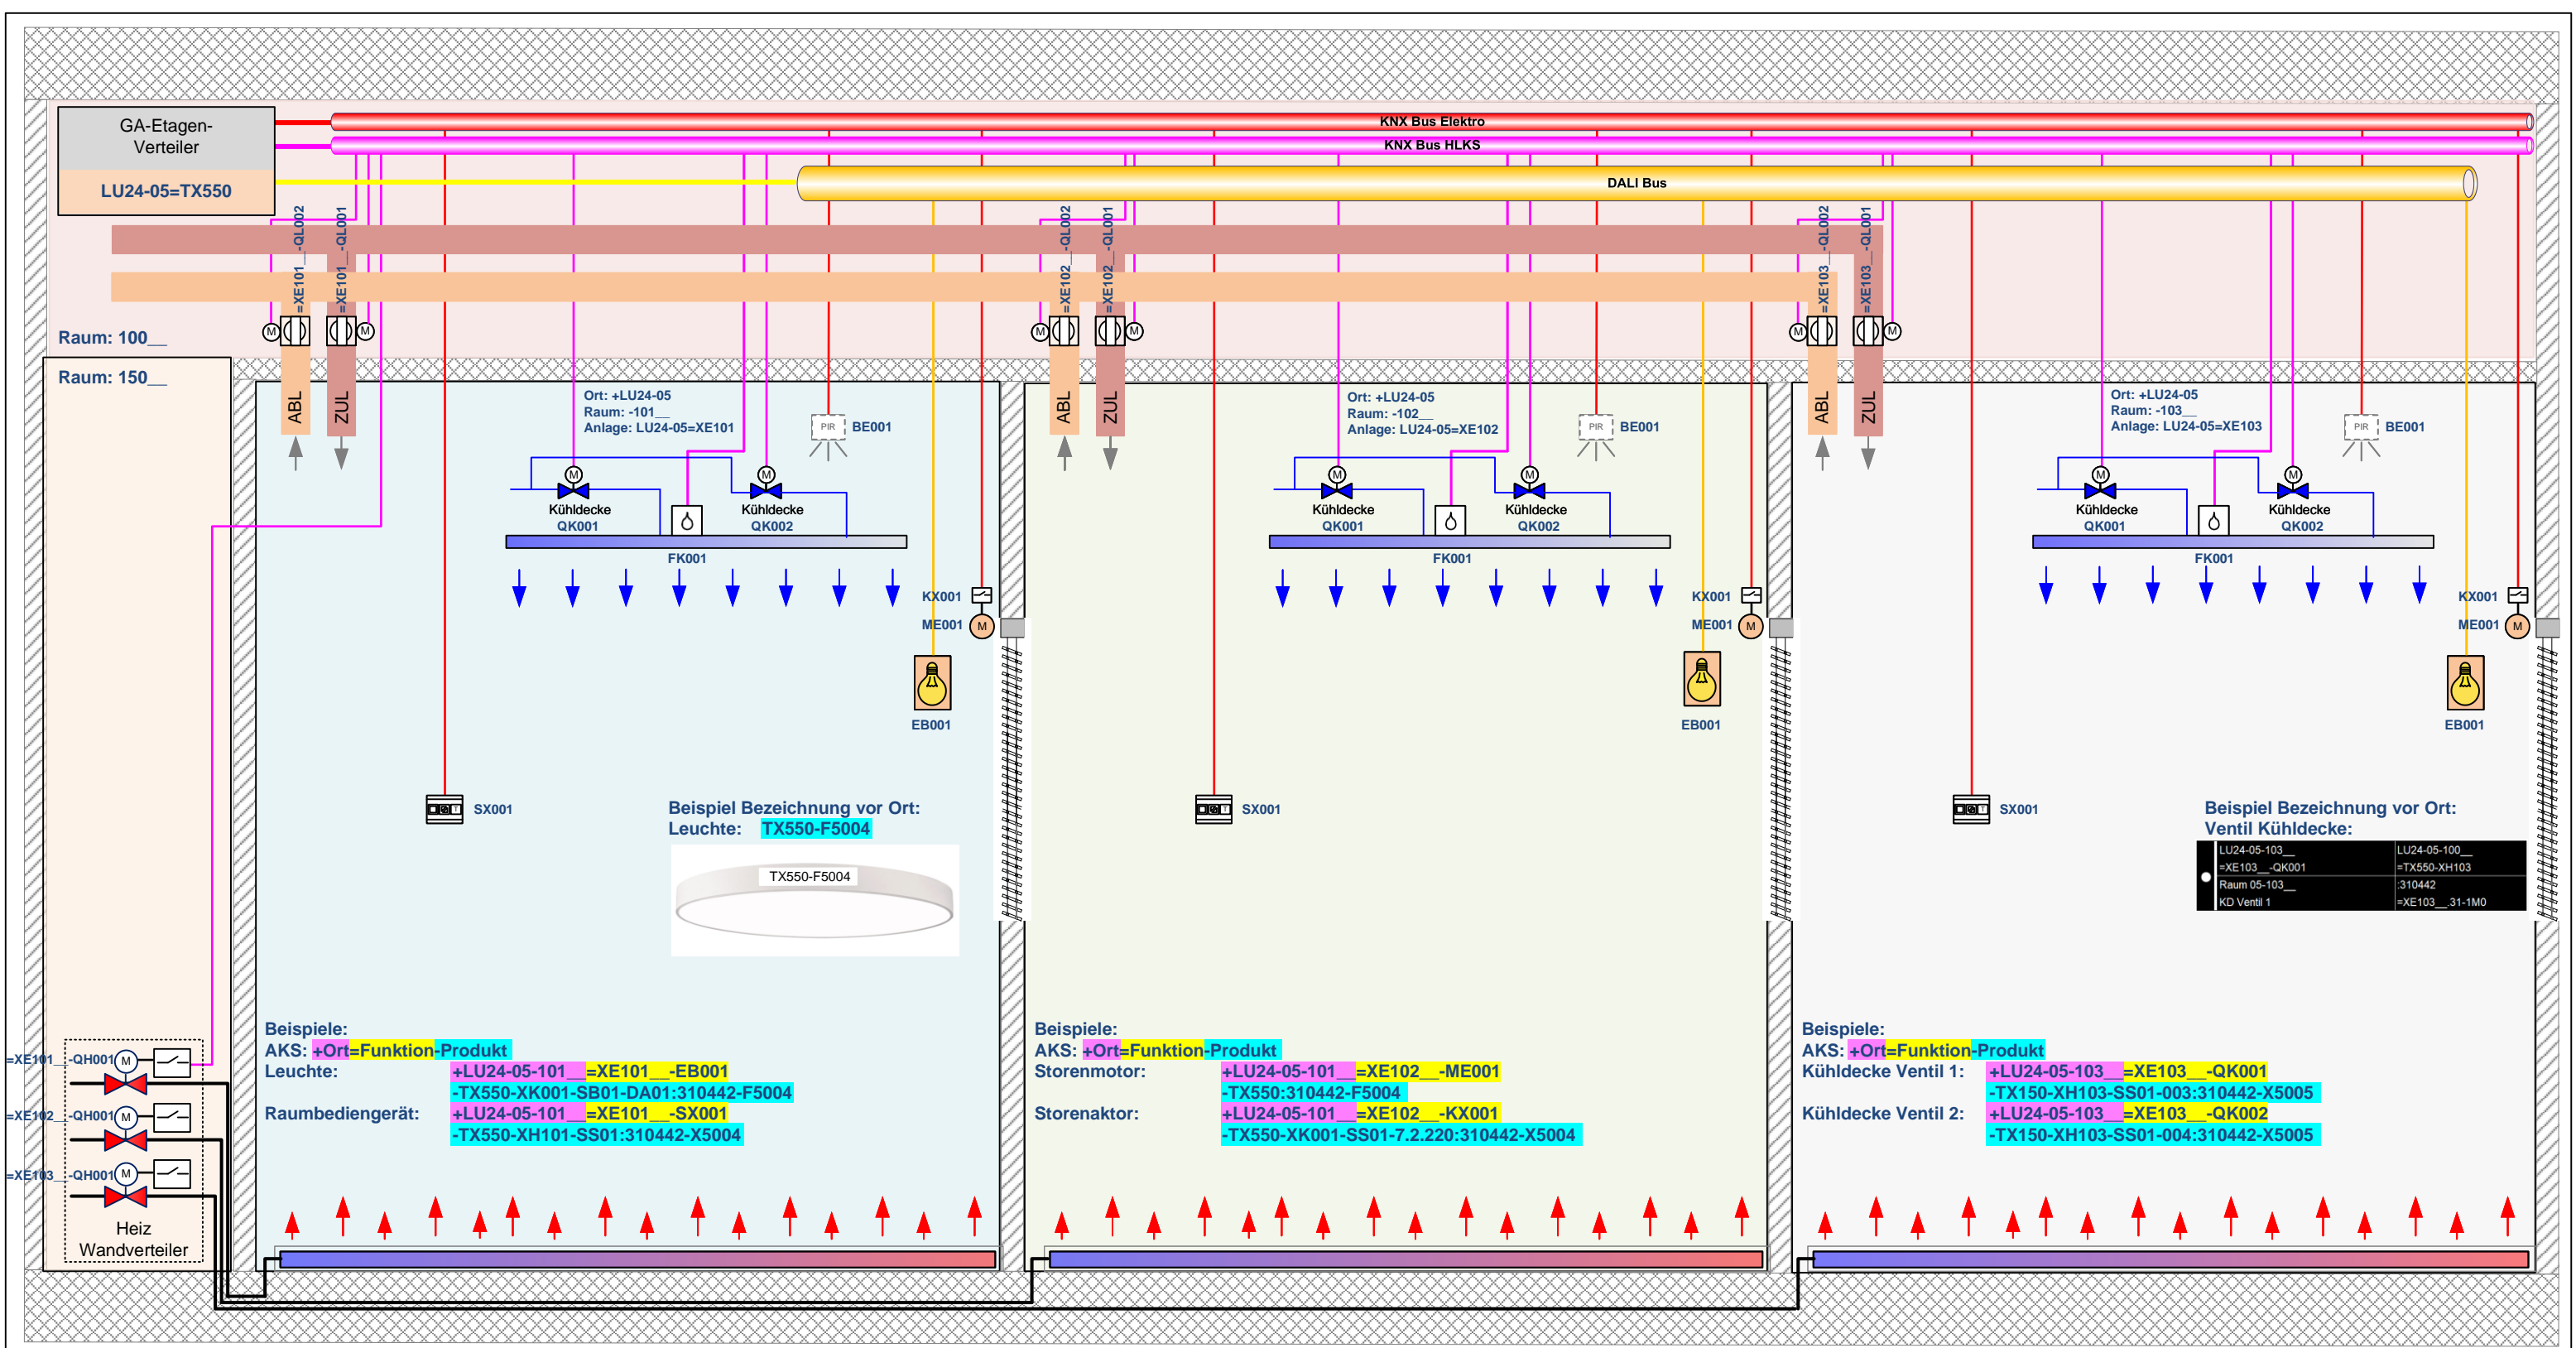 KNX Bus Elektro
KNX Bus HLKS
DALI Bus
GA-Etagen-
Verteiler
LU24-05=TX550
=XE101__-QL002
=XE101__-QL001
=XE102__-QL002
=XE102__-QL001
=XE103__-QL002
=XE103__-QL001
M
M
M
M
M
M
Raum: 100__
Raum: 150__
ABL
ZUL
Ort: +LU24-05
Raum: -101__
Anlage: LU24-05=XE101
PIR
BE001
M
M
Kühldecke
QK001
Kühldecke
QK002
FK001
KX001
ME001
M
EB001
SX001
Beispiel Bezeichnung vor Ort:
Leuchte: TX550-F5004
TX550-F5004
Beispiele:
AKS: +Ort=Funktion-Produkt
Leuchte: +LU24-05-101__=XE101__-EB001
-TX550-XK001-SB01-DA01:310442-F5004
Raumbediengerät: +LU24-05-101__=XE101__-SX001
-TX550-XH101-SS01:310442-X5004
ABL
ZUL
Ort: +LU24-05
Raum: -102__
Anlage: LU24-05=XE102
PIR
BE001
M
M
Kühldecke
QK001
Kühldecke
QK002
FK001
KX001
ME001
M
EB001
SX001
Beispiele:
AKS: +Ort=Funktion-Produkt
Storenmotor: +LU24-05-101__=XE102__-ME001
-TX550:310442-F5004
Storenaktor: +LU24-05-101__=XE102__-KX001
-TX550-XK001-SS01-7.2.220:310442-X5004
ABL
ZUL
Ort: +LU24-05
Raum: -103__
Anlage: LU24-05=XE103
PIR
BE001
M
M
Kühldecke
QK001
Kühldecke
QK002
FK001
KX001
ME001
M
EB001
SX001
Beispiel Bezeichnung vor Ort:
Ventil Kühldecke:
LU24-05-103__ LU24-05-100__
=XE103__-QK001 =TX550-XH103
Raum 05-103__ :310442
KD Ventil 1 =XE103__.31-1M0
Beispiele:
AKS: +Ort=Funktion-Produkt
Kühldecke Ventil 1: +LU24-05-103__=XE103__-QK001
-TX150-XH103-SS01-003:310442-X5005
Kühldecke Ventil 2: +LU24-05-103__=XE103__-QK002
-TX150-XH103-SS01-004:310442-X5005
=XE101__-QH001 M
=XE102__-QH001 M
=XE103__-QH001 M
Heiz
Wandverteiler